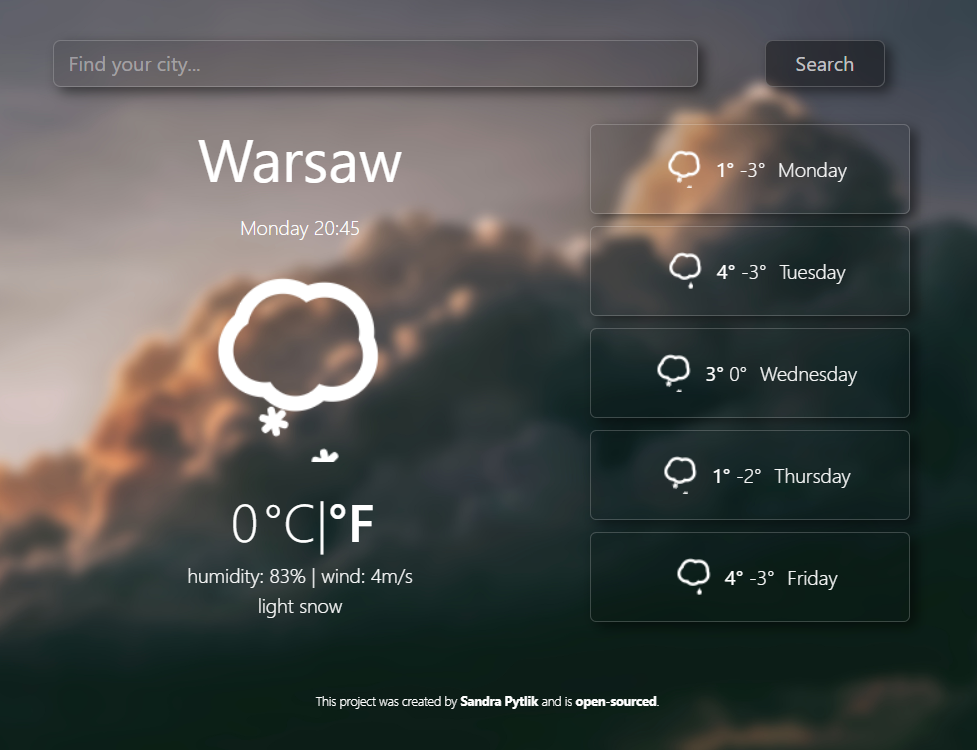 Find your city...
Search
Warsaw
Monday 20:45
0°C|°F
humidity: 83% | wind: 4m/s
light snow
1° -3° Monday
4° -3° Tuesday
3° 0° Wednesday
1° -2° Thursday
4° -3° Friday
This project was created by Sandra Pytlik and is open-sourced.